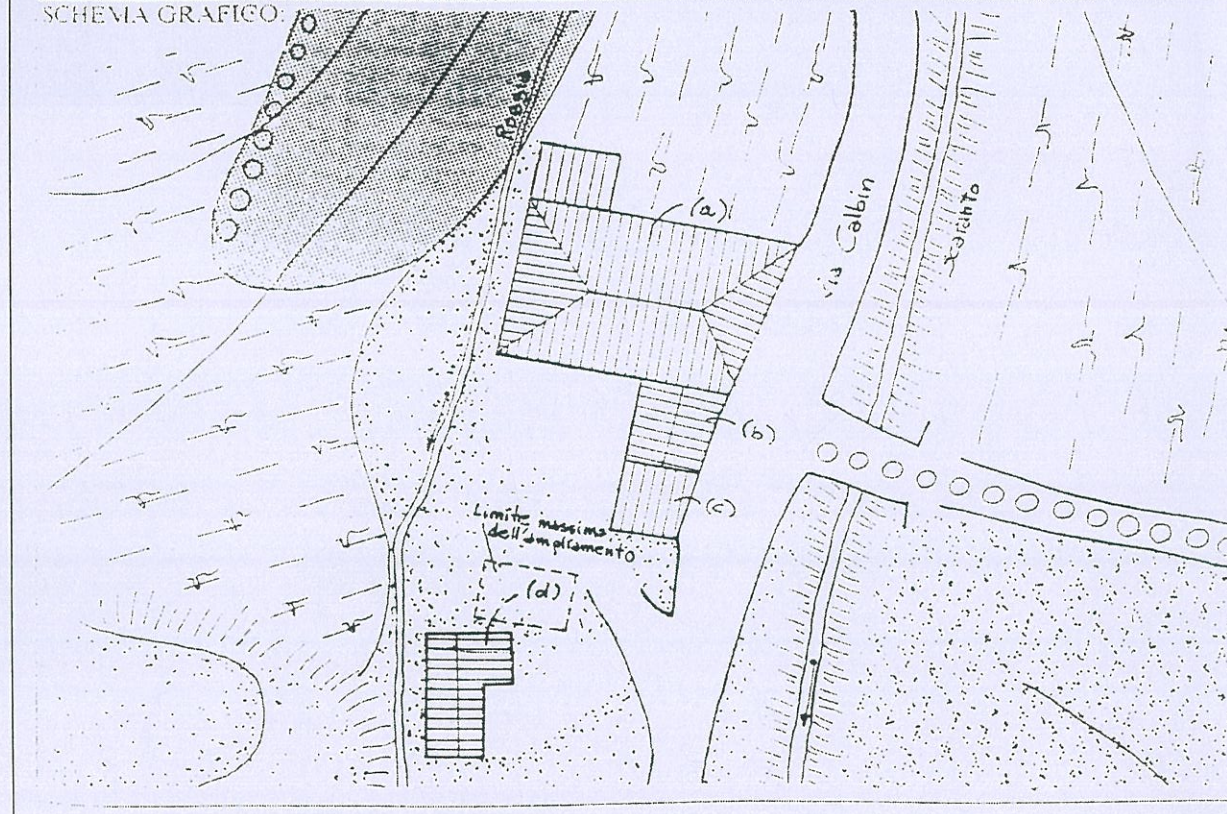 SCHEMA GRAFICO:
Roggia
(a)
Via Calbin
(b)
(c)
Limite massimo
dell'ampliamento
(d)